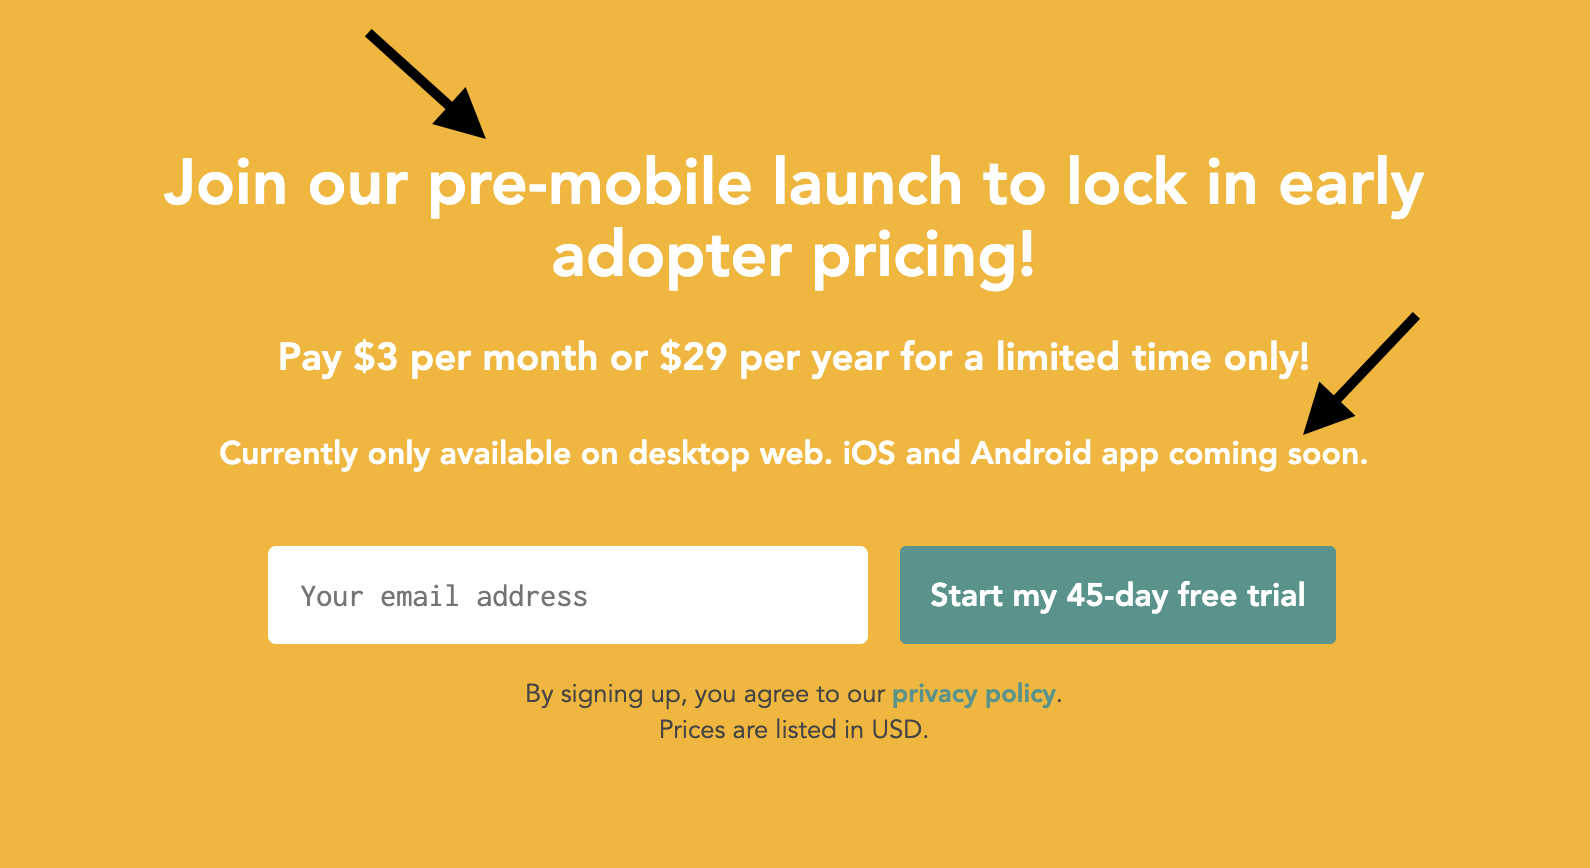 Join our pre-mobile launch to lock in early
adopter pricing!
Pay $3 per month or $29 per year for a limited time only!
Currently only available on desktop web. iOS and Android app coming soon.
Your email address
Start my 45-day free trial
By signing up, you agree to our privacy policy.
Prices are listed in USD.